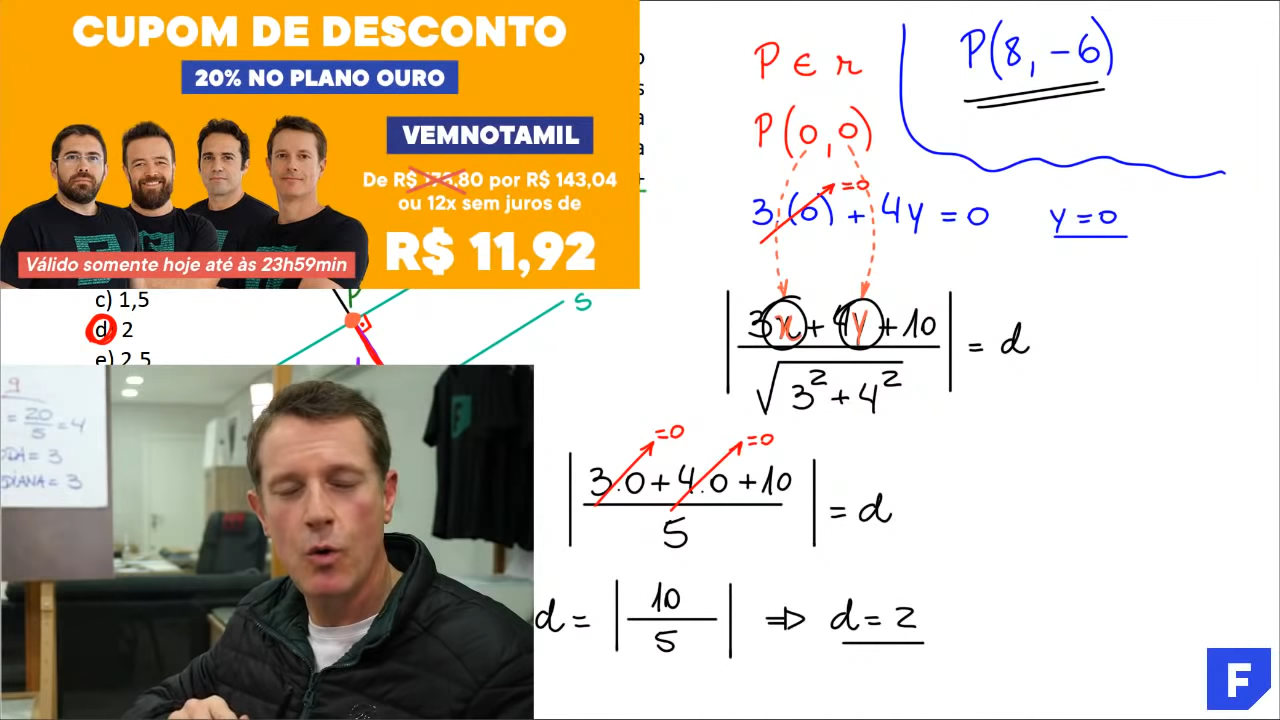 CUPOM DE DESCONTO
20% NO PLANO OURO
VEMNOTAMIL
De R$ 178,80 por R$ 143,04
ou 12x sem juros de
R$ 11,92
Válido somente hoje até às 23h59min
c) 1,5
d) 2
e) 2,5
P
s
P ∈ r
P(0,0)
3.(0) + 4y = 0
=0
y = 0
P(8, -6)
|3x + 4y + 10| = d
√3² + 4²
=0
=0
|3.0 + 4.0 + 10| = d
5
d = |10| ⇒ d = 2
5
9
= 20 = 4
5
= 3
DIANA = 3
F
F